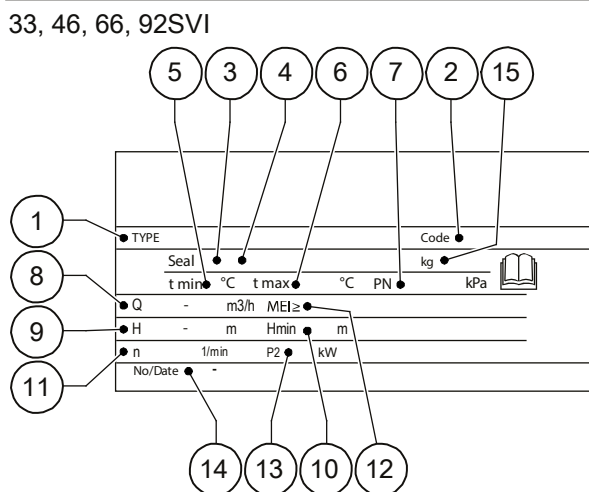 33, 46, 66, 92SVI
5 3 4 6 7 2 15
1 TYPE Code
Seal kg
t min °C t max °C PN kPa
8 Q - m3/h MEI≥
9 H - m Hmin m
11 n 1/min P2 kW
No/Date -
14 13 10 12